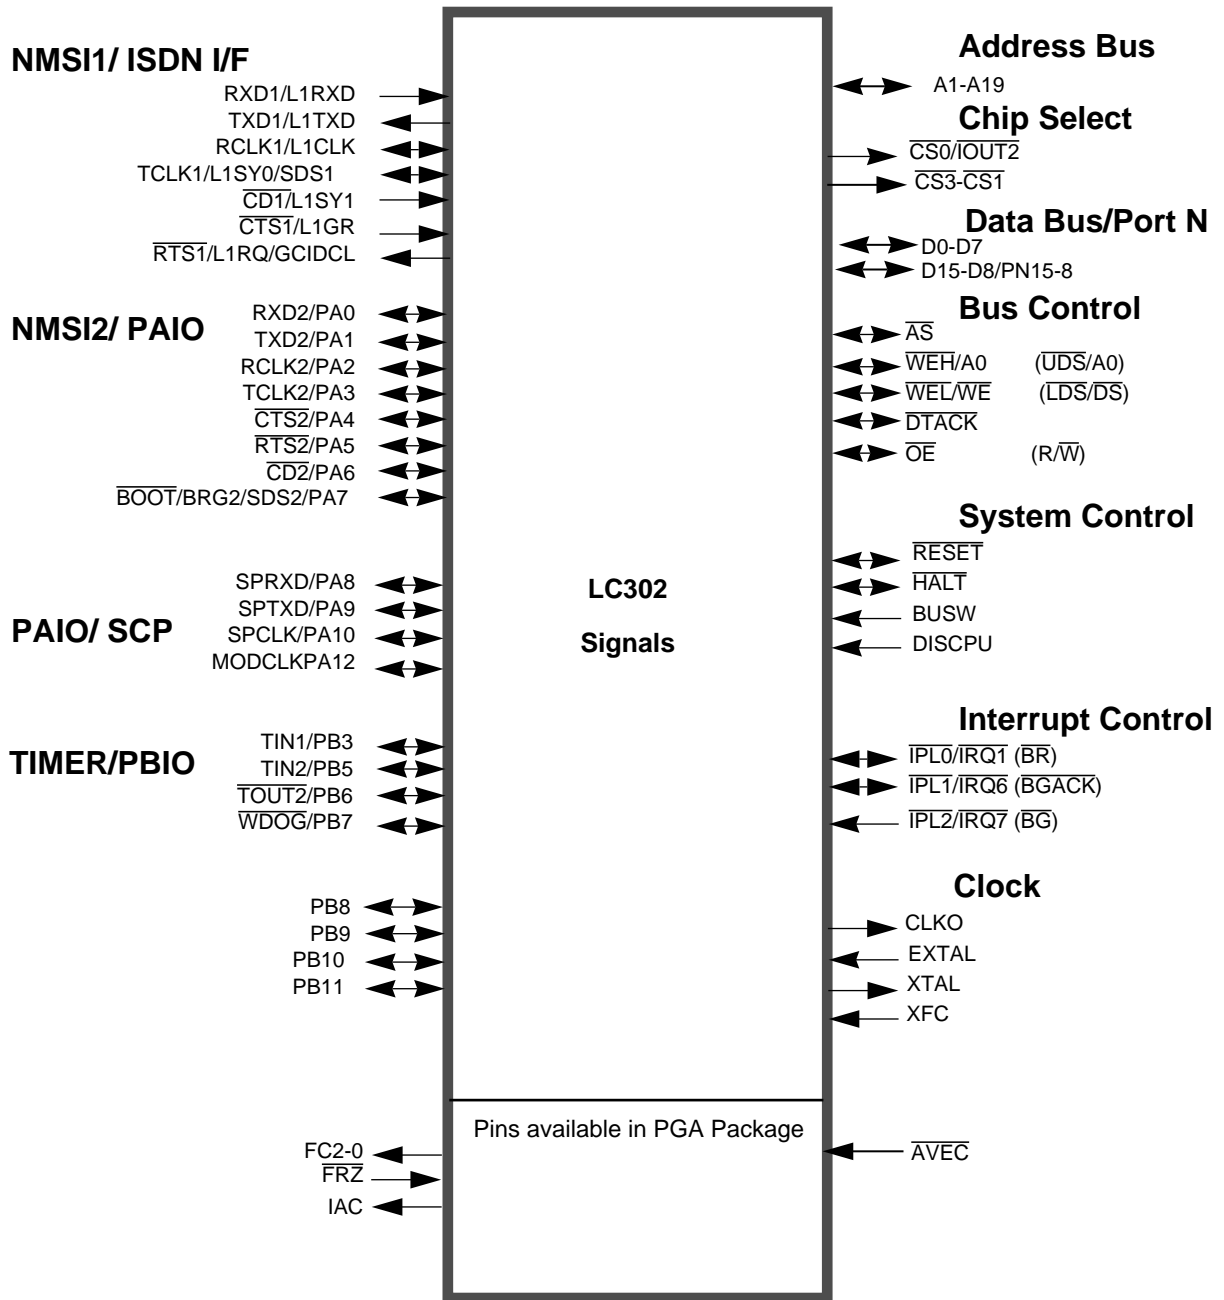 NMSI1/ ISDN I/F
RXD1/L1RXD
TXD1/L1TXD
RCLK1/L1CLK
TCLK1/L1SY0/SDS1
CD1/L1SY1
CTS1/L1GR
RTS1/L1RQ/GCIDCL
NMSI2/ PAIO
RXD2/PA0
TXD2/PA1
RCLK2/PA2
TCLK2/PA3
CTS2/PA4
RTS2/PA5
CD2/PA6
BOOT/BRG2/SDS2/PA7
PAIO/ SCP
SPRXD/PA8
SPTXD/PA9
SPCLK/PA10
MODCLKPA12
TIMER/PBIO
TIN1/PB3
TIN2/PB5
TOUT2/PB6
WDOG/PB7
PB8
PB9
PB10
PB11
FC2-0
FRZ
IAC
LC302
Signals
Pins available in PGA Package
Address Bus
A1-A19
Chip Select
CS0/IOUT2
CS3-CS1
Data Bus/Port N
D0-D7
D15-D8/PN15-8
Bus Control
AS
WEH/A0 (UDS/A0)
WEL/WE (LDS/DS)
DTACK
OE (R/W)
System Control
RESET
HALT
BUSW
DISCPU
Interrupt Control
IPL0/IRQ1 (BR)
IPL1/IRQ6 (BGACK)
IPL2/IRQ7 (BG)
Clock
CLKO
EXTAL
XTAL
XFC
AVEC